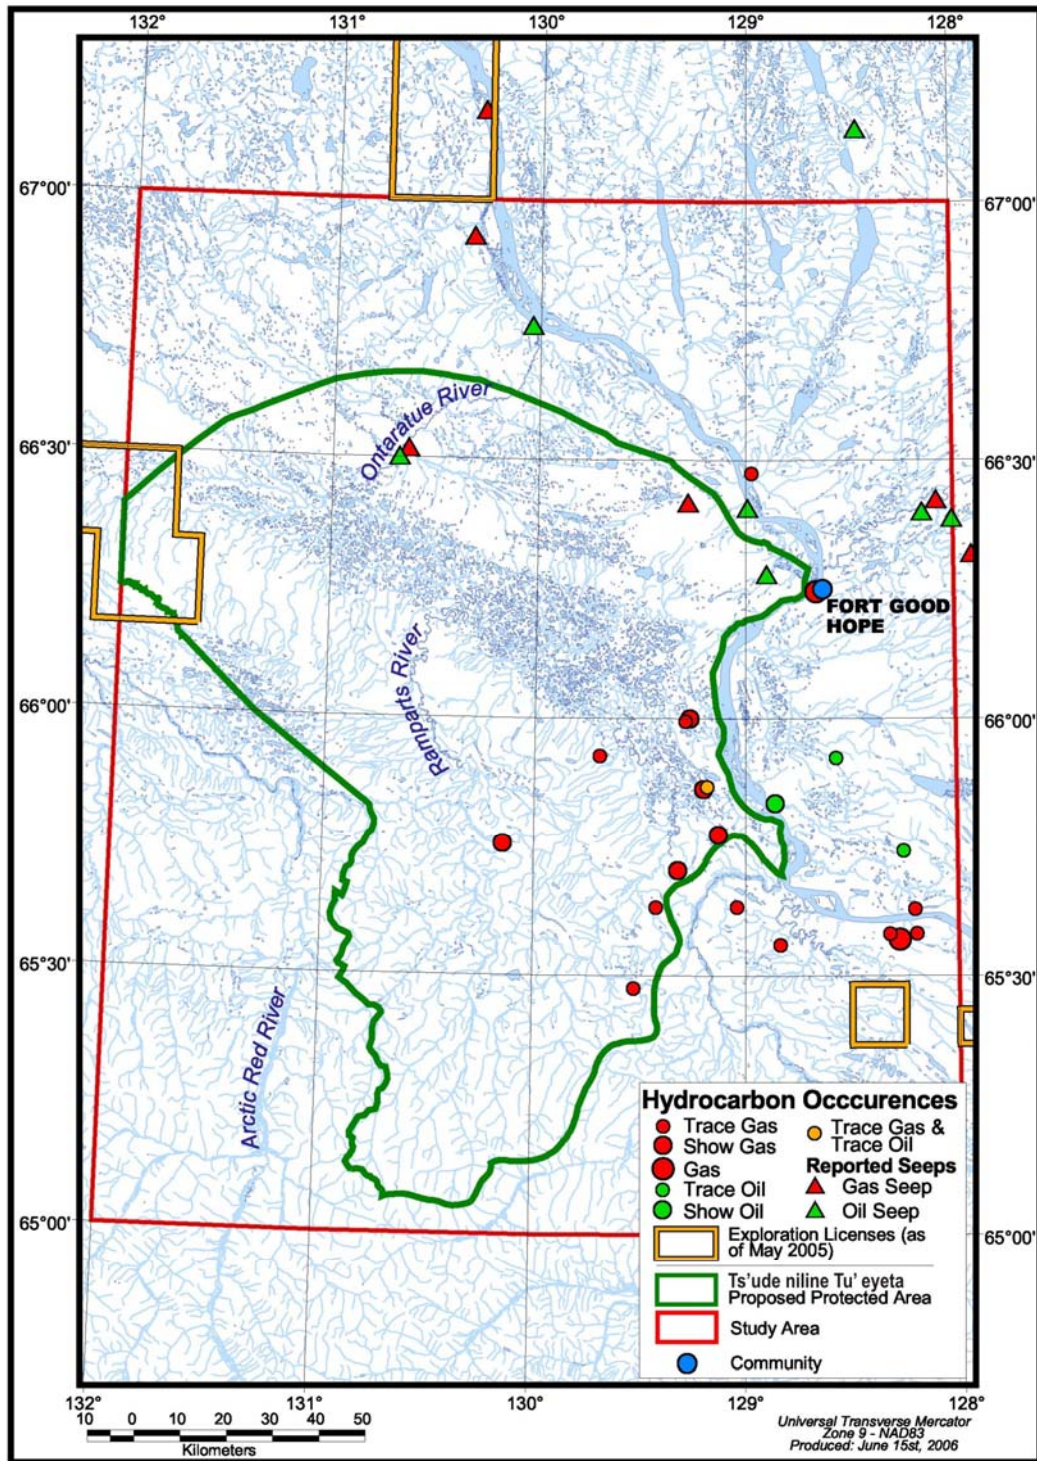 132° 131° 130° 129° 128°
67°00' 67°00'
Ontaratue River
66°30' 66°30'
FORT GOOD
HOPE
Ramparts River
66°00' 66°00'
65°30' 65°30'
Arctic Red River
Hydrocarbon Occcurences
Trace Gas
Show Gas
Gas
Trace Oil
Show Oil
Trace Gas &
Trace Oil
Reported Seeps
Gas Seep
Oil Seep
Exploration Licenses (as
of May 2005)
Ts'ude niline Tu' eyeta
Proposed Protected Area
Study Area
Community
65°00' 65°00'
132° 131° 130° 129° 128°
10 0 10 20 30 40 50
Kilometers
Universal Transverse Mercator
Zone 9 - NAD83
Produced: June 15st, 2006